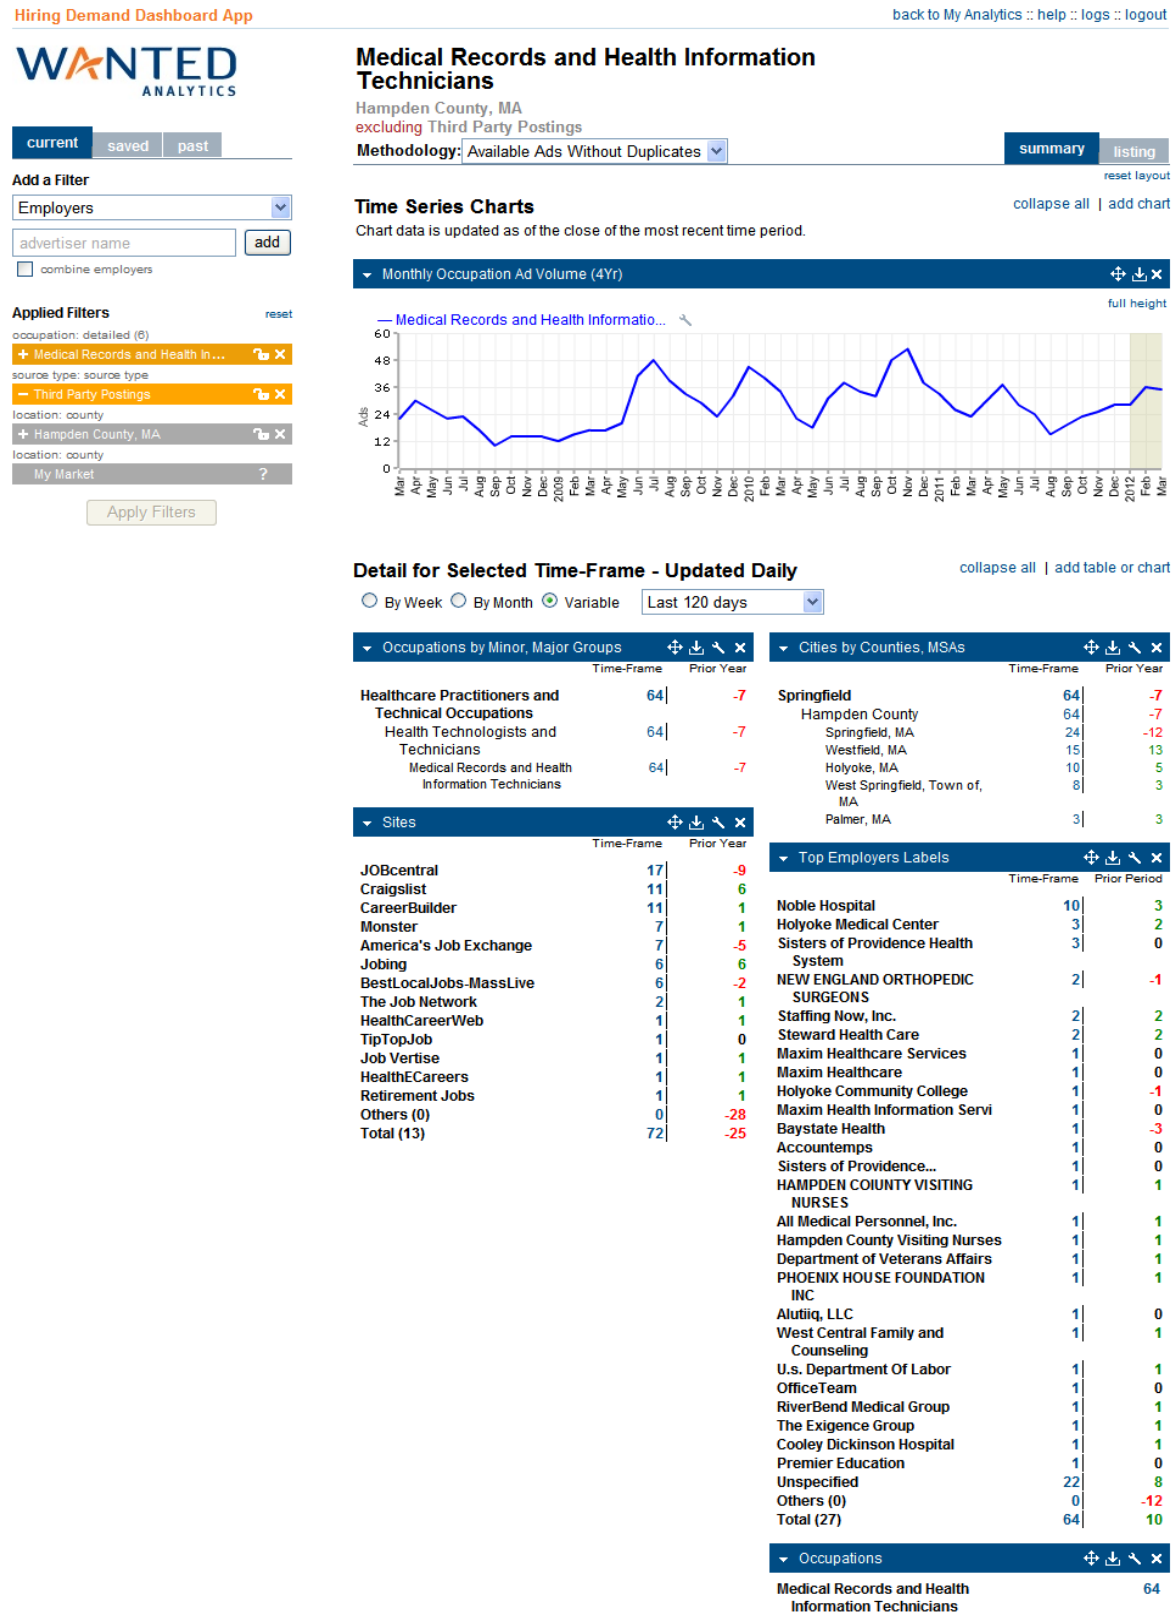 Hiring Demand Dashboard App
back to My Analytics :: help :: logs :: logout
WANTED
ANALYTICS
current saved past
Add a Filter
Employers
advertiser name add
combine employers
Applied Filters reset
occupation: detailed (6)
+ Medical Records and Health In...
source type: source type
− Third Party Postings
location: county
+ Hampden County, MA
location: county
My Market ?
Apply Filters
Medical Records and Health Information
Technicians
Hampden County, MA
excluding Third Party Postings
Methodology: Available Ads Without Duplicates
summary listing
reset layout
Time Series Charts
collapse all | add chart
Chart data is updated as of the close of the most recent time period.
Monthly Occupation Ad Volume (4Yr)
full height
Medical Records and Health Informatio...
60
48
36
24
12
0
Ads
Mar Apr May Jun Jul Aug Sep Oct Nov Dec 2009 Feb Mar Apr May Jun Jul Aug Sep Oct Nov Dec 2010 Feb Mar Apr May Jun Jul Aug Sep Oct Nov Dec 2011 Feb Mar Apr May Jun Jul Aug Sep Oct Nov Dec 2012 Feb Mar
Detail for Selected Time-Frame - Updated Daily
collapse all | add table or chart
By Week By Month Variable Last 120 days
Occupations by Minor, Major Groups
Time-Frame Prior Year
Healthcare Practitioners and 64 -7
Technical Occupations
Health Technologists and 64 -7
Technicians
Medical Records and Health 64 -7
Information Technicians
Sites
Time-Frame Prior Year
JOBcentral 17 -9
Craigslist 11 6
CareerBuilder 11 1
Monster 7 1
America's Job Exchange 7 -5
Jobing 6 6
BestLocalJobs-MassLive 6 -2
The Job Network 2 1
HealthCareerWeb 1 1
TipTopJob 1 0
Job Vertise 1 1
HealthECareers 1 1
Retirement Jobs 1 1
Others (0) 0 -28
Total (13) 72 -25
Cities by Counties, MSAs
Time-Frame Prior Year
Springfield 64 -7
Hampden County 64 -7
Springfield, MA 24 -12
Westfield, MA 15 13
Holyoke, MA 10 5
West Springfield, Town of, 8 3
MA
Palmer, MA 3 3
Top Employers Labels
Time-Frame Prior Period
Noble Hospital 10 3
Holyoke Medical Center 3 2
Sisters of Providence Health 3 0
System
NEW ENGLAND ORTHOPEDIC 2 -1
SURGEONS
Staffing Now, Inc. 2 2
Steward Health Care 2 2
Maxim Healthcare Services 1 0
Maxim Healthcare 1 0
Holyoke Community College 1 -1
Maxim Health Information Servi 1 0
Baystate Health 1 -3
Accountemps 1 0
Sisters of Providence... 1 0
HAMPDEN COIUNTY VISITING 1 1
NURSES
All Medical Personnel, Inc. 1 1
Hampden County Visiting Nurses 1 1
Department of Veterans Affairs 1 1
PHOENIX HOUSE FOUNDATION 1 1
INC
Alutiiq, LLC 1 0
West Central Family and 1 1
Counseling
U.s. Department Of Labor 1 1
OfficeTeam 1 0
RiverBend Medical Group 1 1
The Exigence Group 1 1
Cooley Dickinson Hospital 1 1
Premier Education 1 0
Unspecified 22 8
Others (0) 0 -12
Total (27) 64 10
Occupations
Medical Records and Health 64
Information Technicians